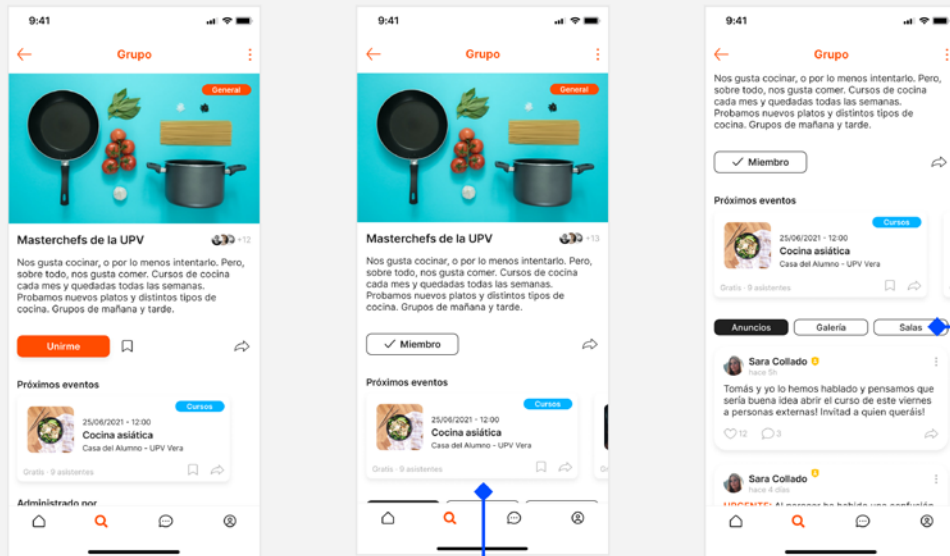 9:41
Grupo
General
Masterchefs de la UPV
+12
Nos gusta cocinar, o por lo menos intentarlo. Pero,
sobre todo, nos gusta comer. Cursos de cocina
cada mes y quedadas todas las semanas.
Probamos nuevos platos y distintos tipos de
cocina. Grupos de mañana y tarde.
Unirme
Próximos eventos
Cursos
25/06/2021 - 12:00
Cocina asiática
Casa del Alumno - UPV Vera
Gratis · 9 asistentes
Administrado por
9:41
Grupo
General
Masterchefs de la UPV
+13
Nos gusta cocinar, o por lo menos intentarlo. Pero,
sobre todo, nos gusta comer. Cursos de cocina
cada mes y quedadas todas las semanas.
Probamos nuevos platos y distintos tipos de
cocina. Grupos de mañana y tarde.
Miembro
Próximos eventos
Cursos
25/06/2021 - 12:00
Cocina asiática
Casa del Alumno - UPV Vera
Gratis · 9 asistentes
9:41
Grupo
Nos gusta cocinar, o por lo menos intentarlo. Pero,
sobre todo, nos gusta comer. Cursos de cocina
cada mes y quedadas todas las semanas.
Probamos nuevos platos y distintos tipos de
cocina. Grupos de mañana y tarde.
Miembro
Próximos eventos
Cursos
25/06/2021 - 12:00
Cocina asiática
Casa del Alumno - UPV Vera
Gratis · 9 asistentes
Anuncios Galería Salas
Sara Collado
hace 5h
Tomás y yo lo hemos hablado y pensamos que
sería buena idea abrir el curso de este viernes
a personas externas! Invitad a quien queráis!
12 3
Sara Collado
hace 4 días
URGENTE: Al parecer ha habido una confusión